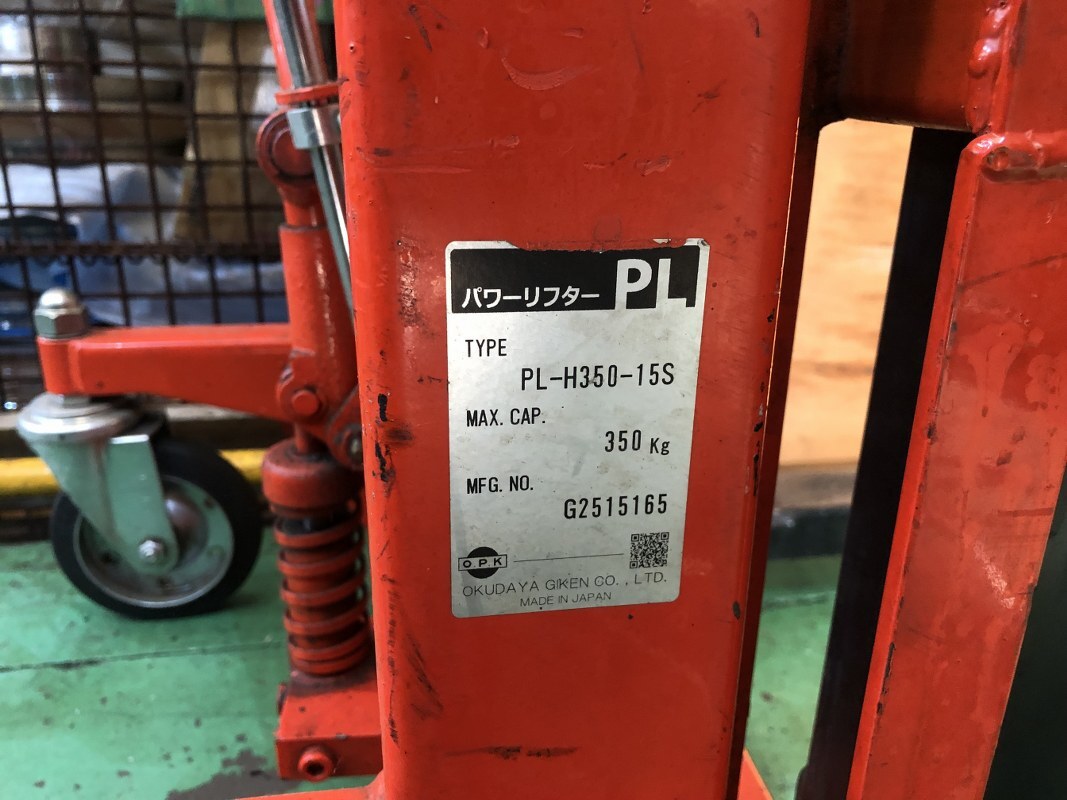 パワーリフター PL
TYPE
PL-H350-15S
MAX. CAP.
350 Kg
MFG. NO.
G2515165
OPK
OKUDAYA GIKEN CO., LTD.
MADE IN JAPAN